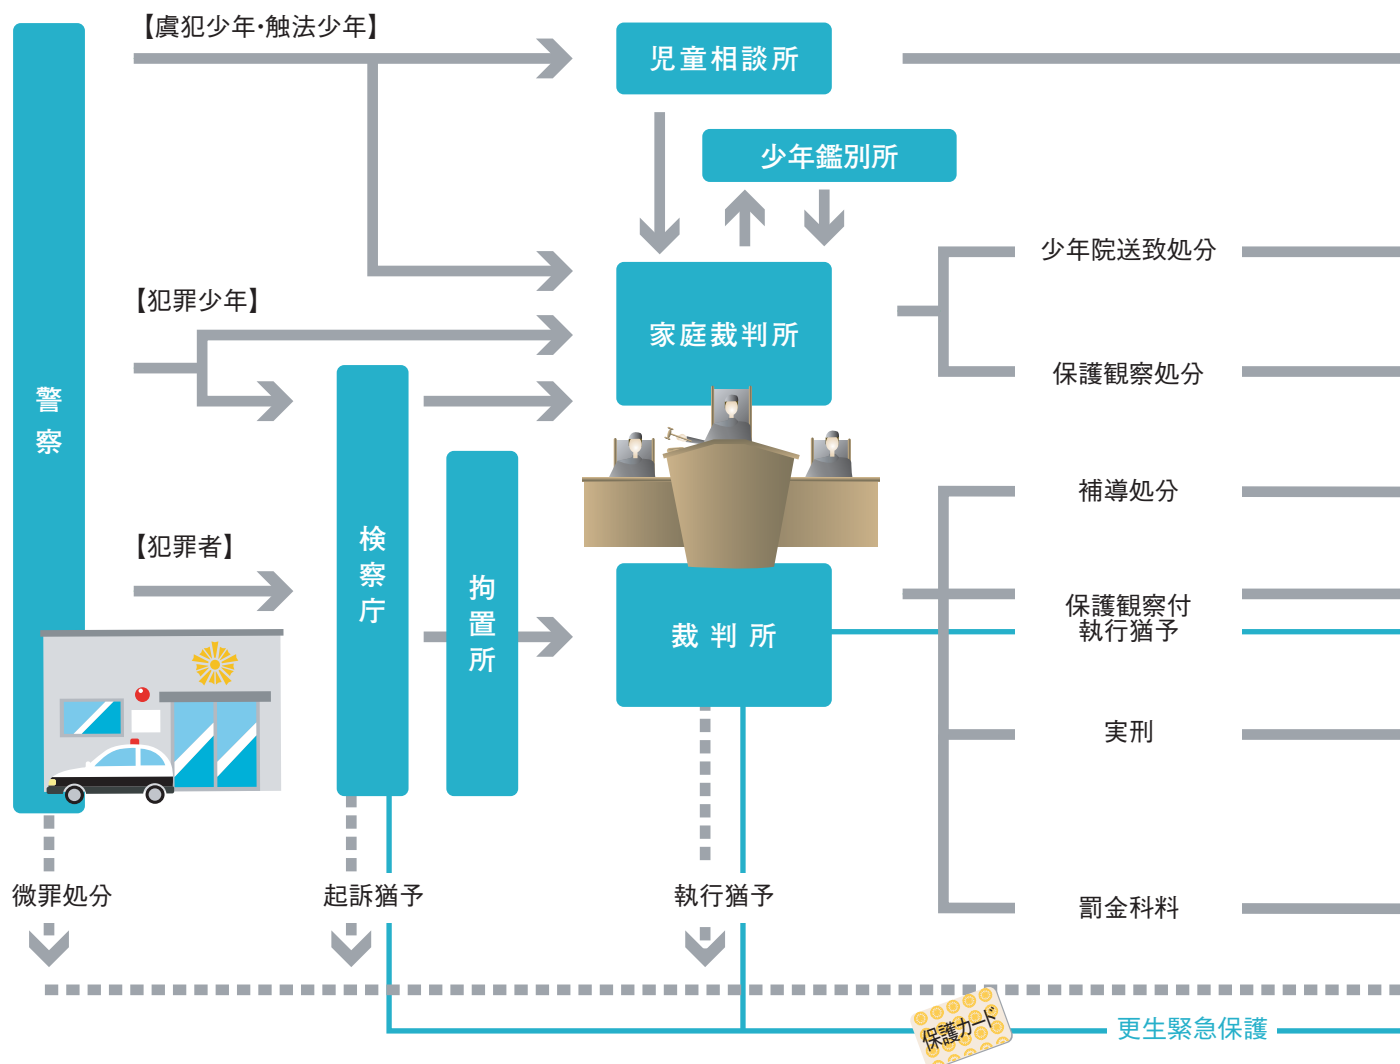 【虞犯少年・触法少年】
児童相談所
少年鑑別所
少年院送致処分
【犯罪少年】
家庭裁判所
保護観察処分
警察
補導処分
【犯罪者】
検察庁
拘置所
裁判所
保護観察付
執行猶予
実刑
微罪処分
起訴猶予
執行猶予
罰金科料
保護カード
更生緊急保護